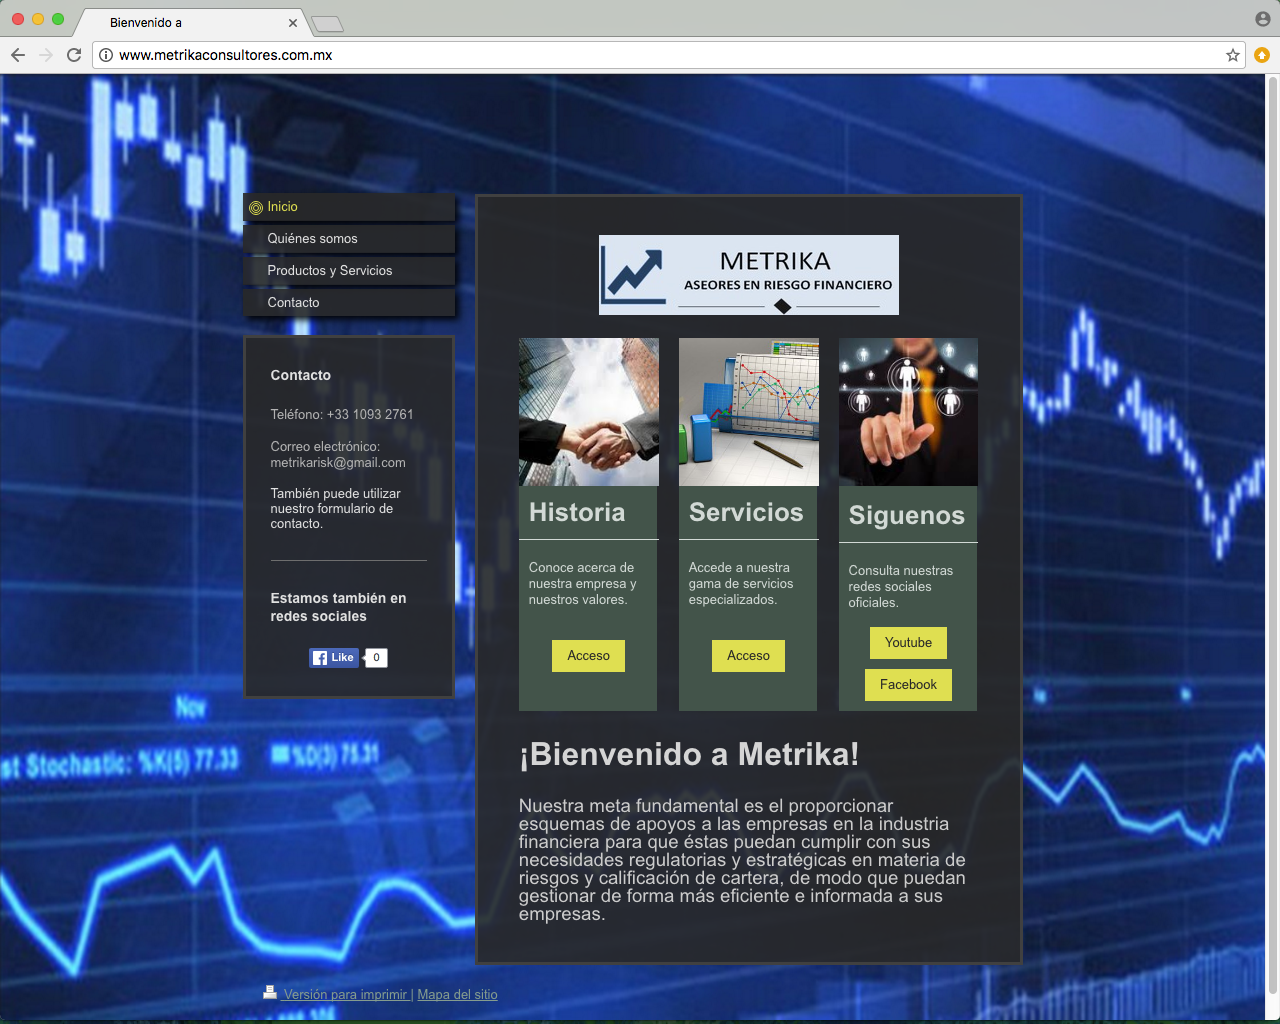 Bienvenido a
www.metrikaconsultores.com.mx
Inicio
Quiénes somos
Productos y Servicios
Contacto
Contacto
Teléfono: +33 1093 2761
Correo electrónico:
metrikarisk@gmail.com
También puede utilizar
nuestro formulario de
contacto.
Estamos también en
redes sociales
Like 0
METRIKA
ASEORES EN RIESGO FINANCIERO
Historia
Conoce acerca de
nuestra empresa y
nuestros valores.
Acceso
Servicios
Accede a nuestra
gama de servicios
especializados.
Acceso
Siguenos
Consulta nuestras
redes sociales
oficiales.
Youtube
Facebook
¡Bienvenido a Metrika!
Nuestra meta fundamental es el proporcionar
esquemas de apoyos a las empresas en la industria
financiera para que éstas puedan cumplir con sus
necesidades regulatorias y estratégicas en materia de
riesgos y calificación de cartera, de modo que puedan
gestionar de forma más eficiente e informada a sus
empresas.
Nov
st Stochastic: %K(5) 77.33 %D(3) 75.31
Versión para imprimir | Mapa del sitio